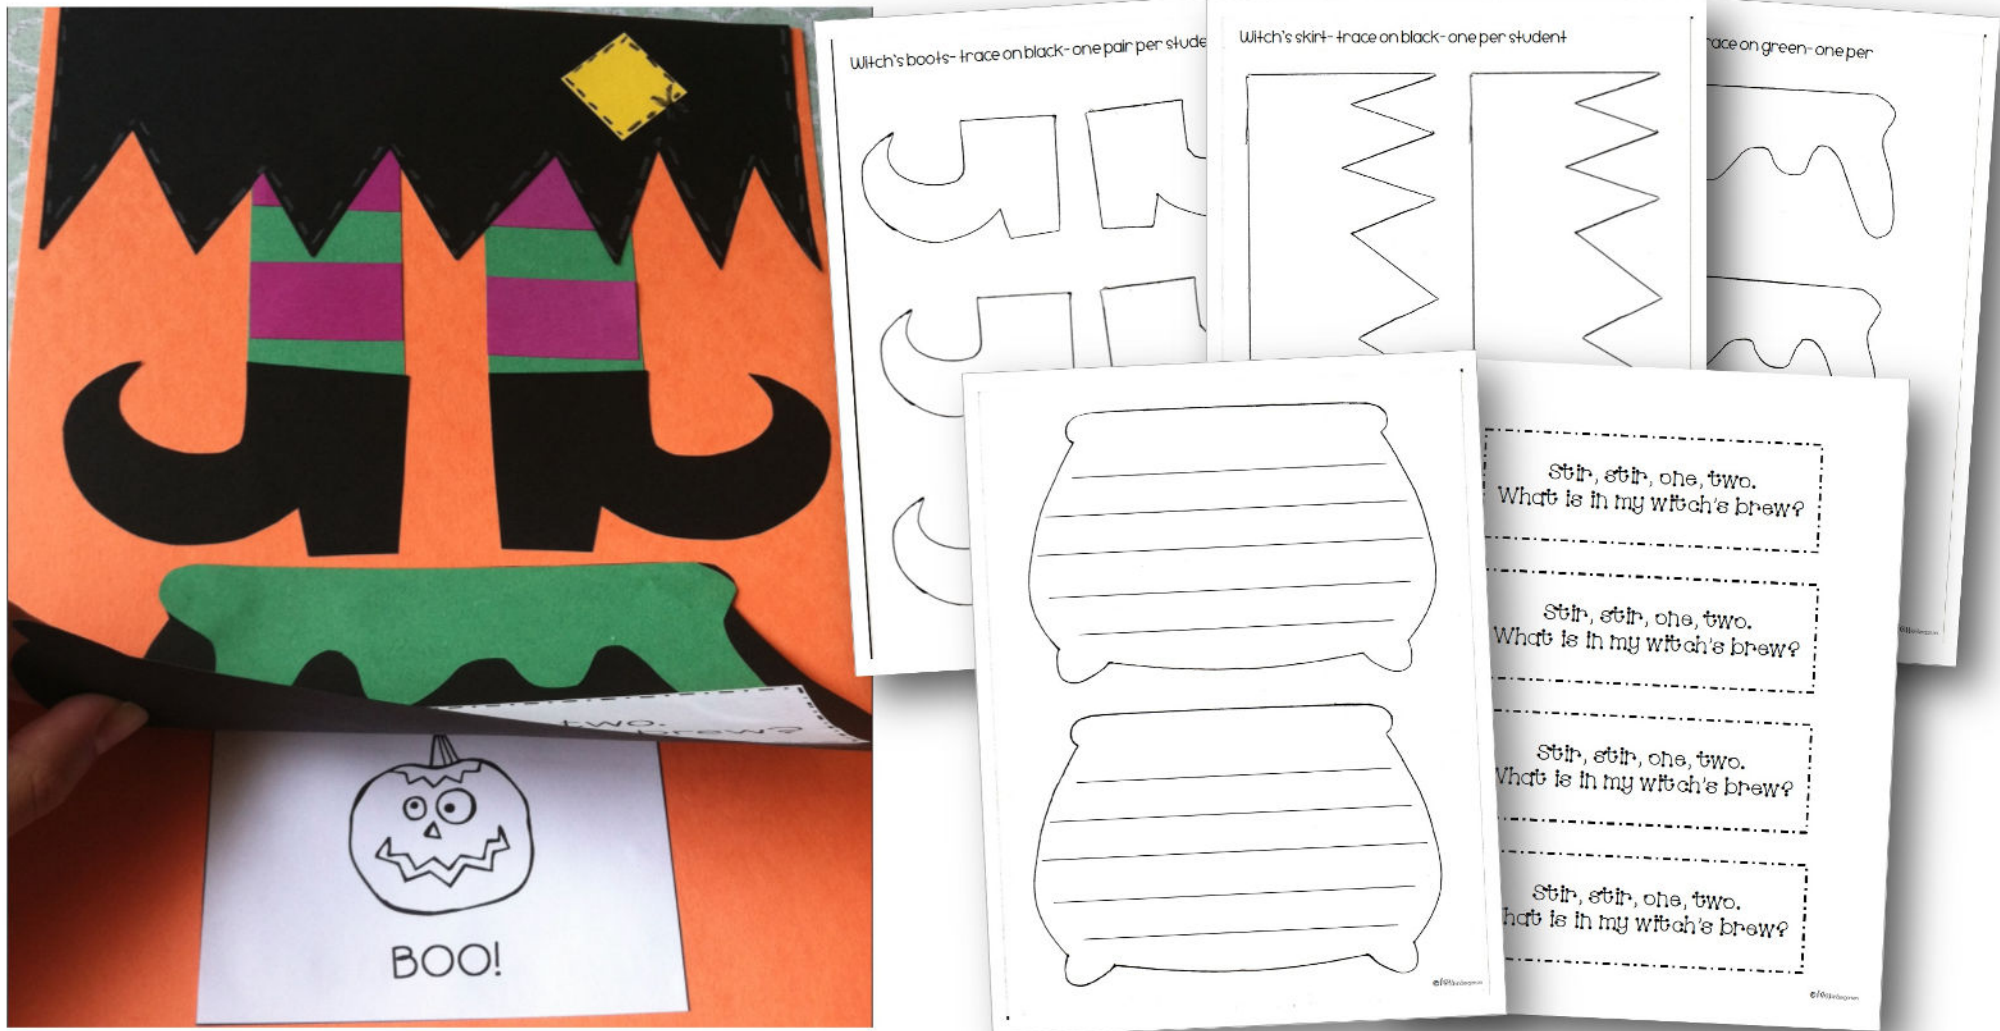 two.
brew?
BOO!
Witch's boots- trace on black- one pair per stude
Witch's skirt- trace on black- one per student
race on green- one per
Stir, stir, one, two.
What is in my witch's brew?
Stir, stir, one, two.
What is in my witch's brew?
Stir, stir, one, two.
What is in my witch's brew?
Stir, stir, one, two.
hat is in my witch's brew?